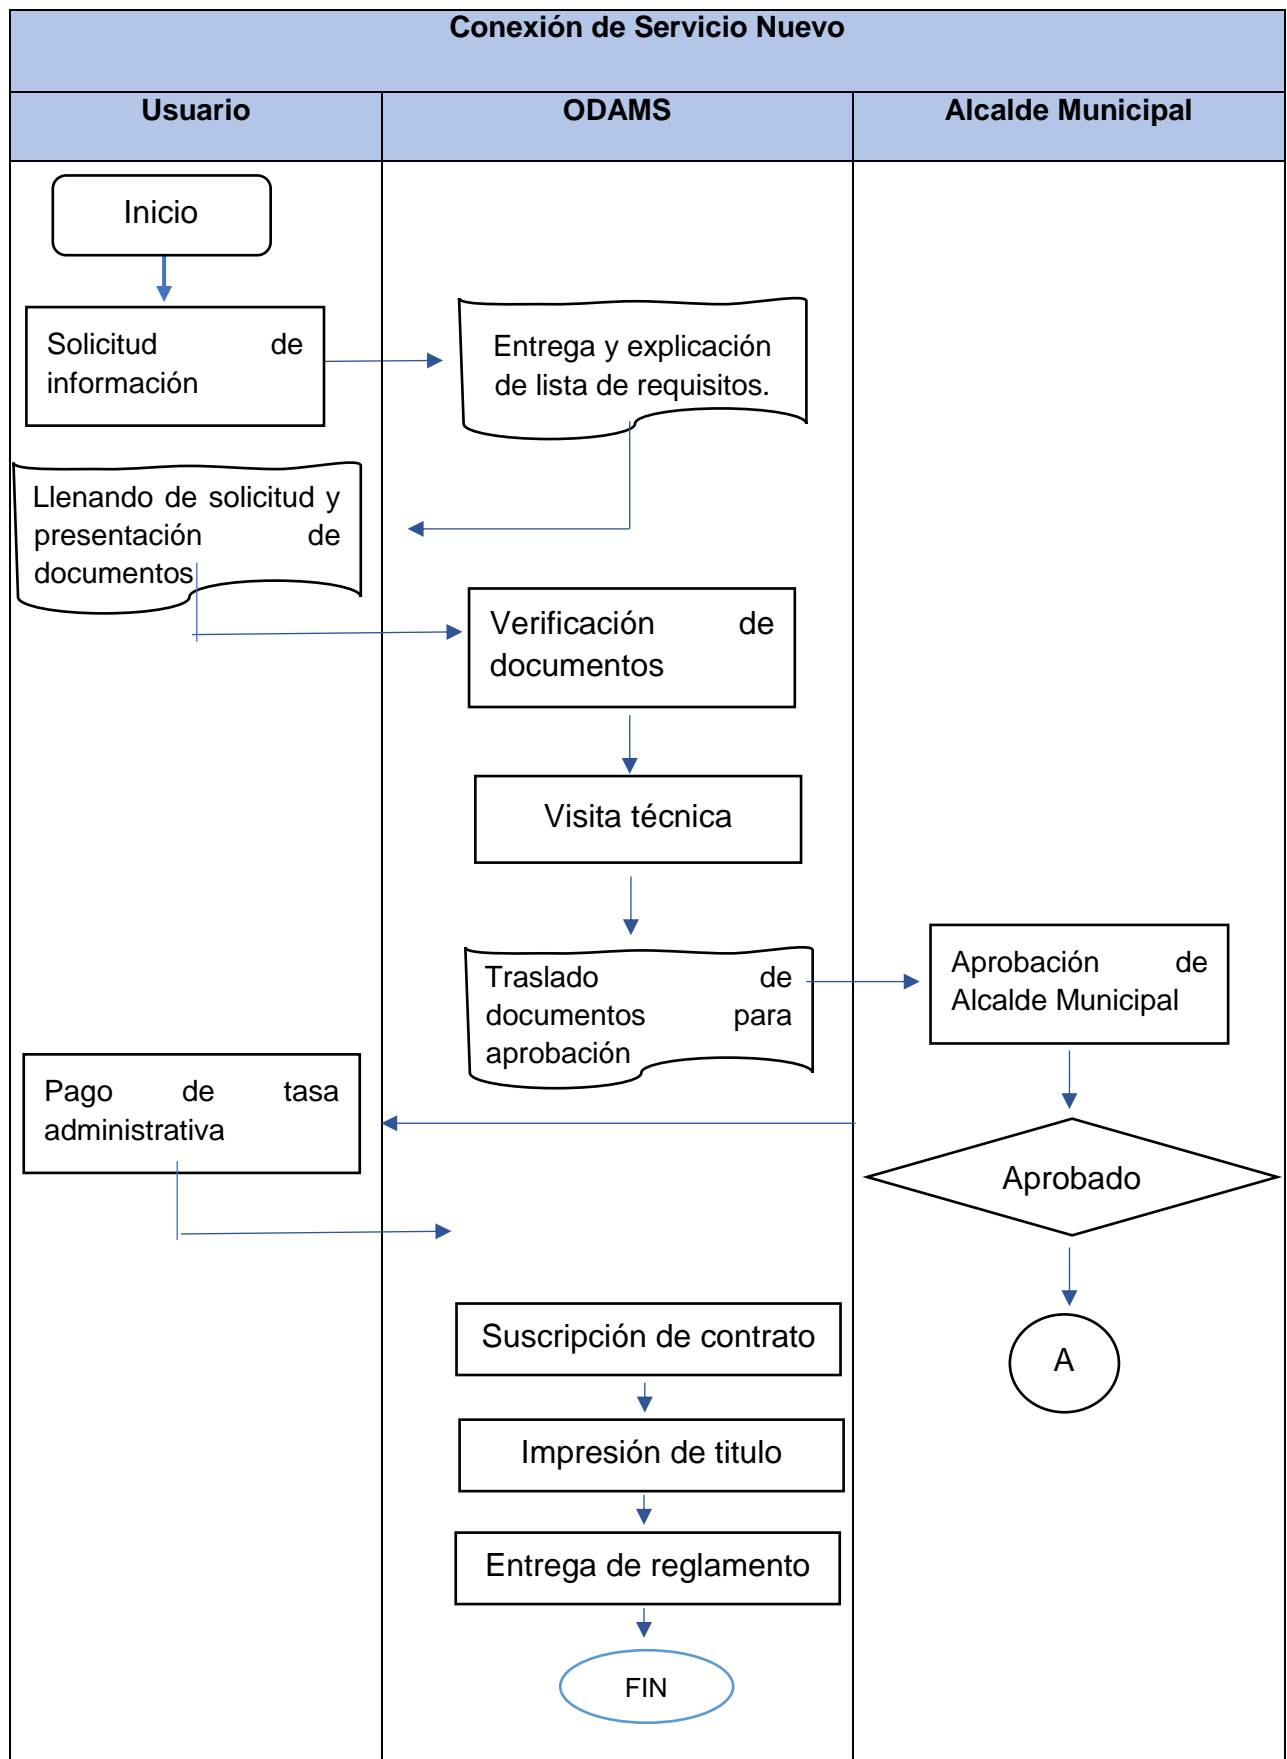 Conexión de Servicio Nuevo
Usuario
ODAMS
Alcalde Municipal
Inicio
Solicitud de
información
Entrega y explicación
de lista de requisitos.
Llenando de solicitud y
presentación de
documentos
Verificación de
documentos
Visita técnica
Traslado de
documentos para
aprobación
Aprobación de
Alcalde Municipal
Pago de tasa
administrativa
Aprobado
Suscripción de contrato
A
Impresión de titulo
Entrega de reglamento
FIN